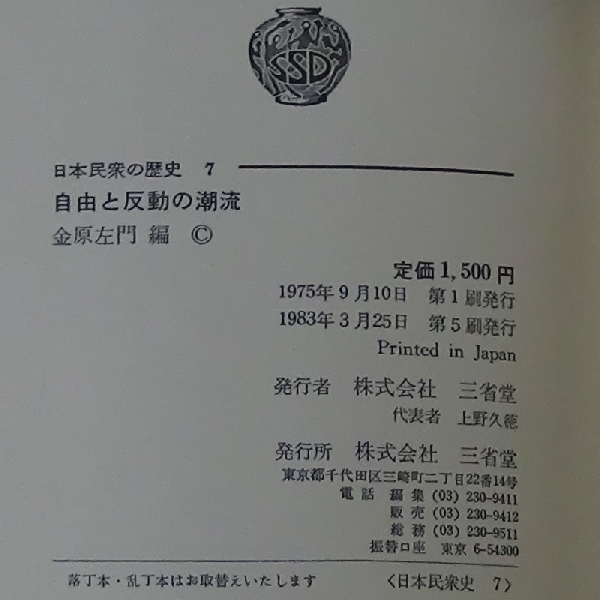 SSD
日本民衆の歴史 7
自由と反動の潮流
金原左門 編 ©
定価1,500円
1975年9月10日 第1刷発行
1983年3月25日 第5刷発行
Printed in Japan
発行者 株式会社 三省堂
代表者 上野久徳
発行所 株式会社 三省堂
東京都千代田区三崎町二丁目22番14号
電話 編集 (03) 230-9411
販売 (03) 230-9412
総務 (03) 230-9511
振替口座 東京 6-54300
落丁本・乱丁本はお取替えいたします 〈日本民衆史 7〉